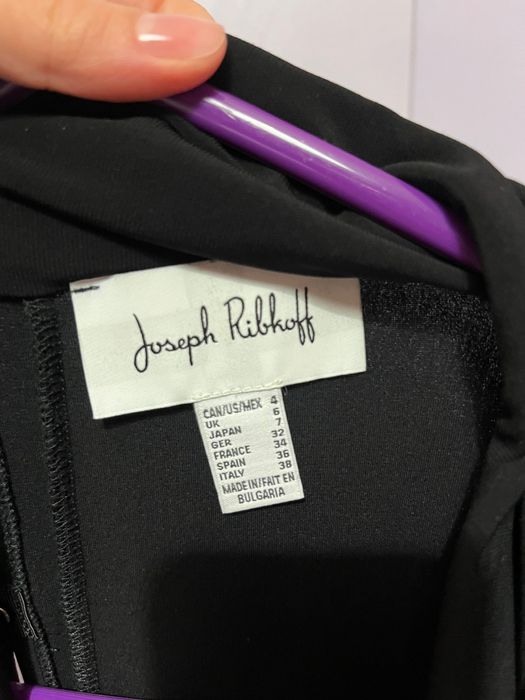 Joseph Ribkoff
CAN/US/MEX 4
UK 6
JAPAN 7
GER 32
FRANCE 34
SPAIN 36
ITALY 38
MADE IN/FAIT EN
BULGARIA